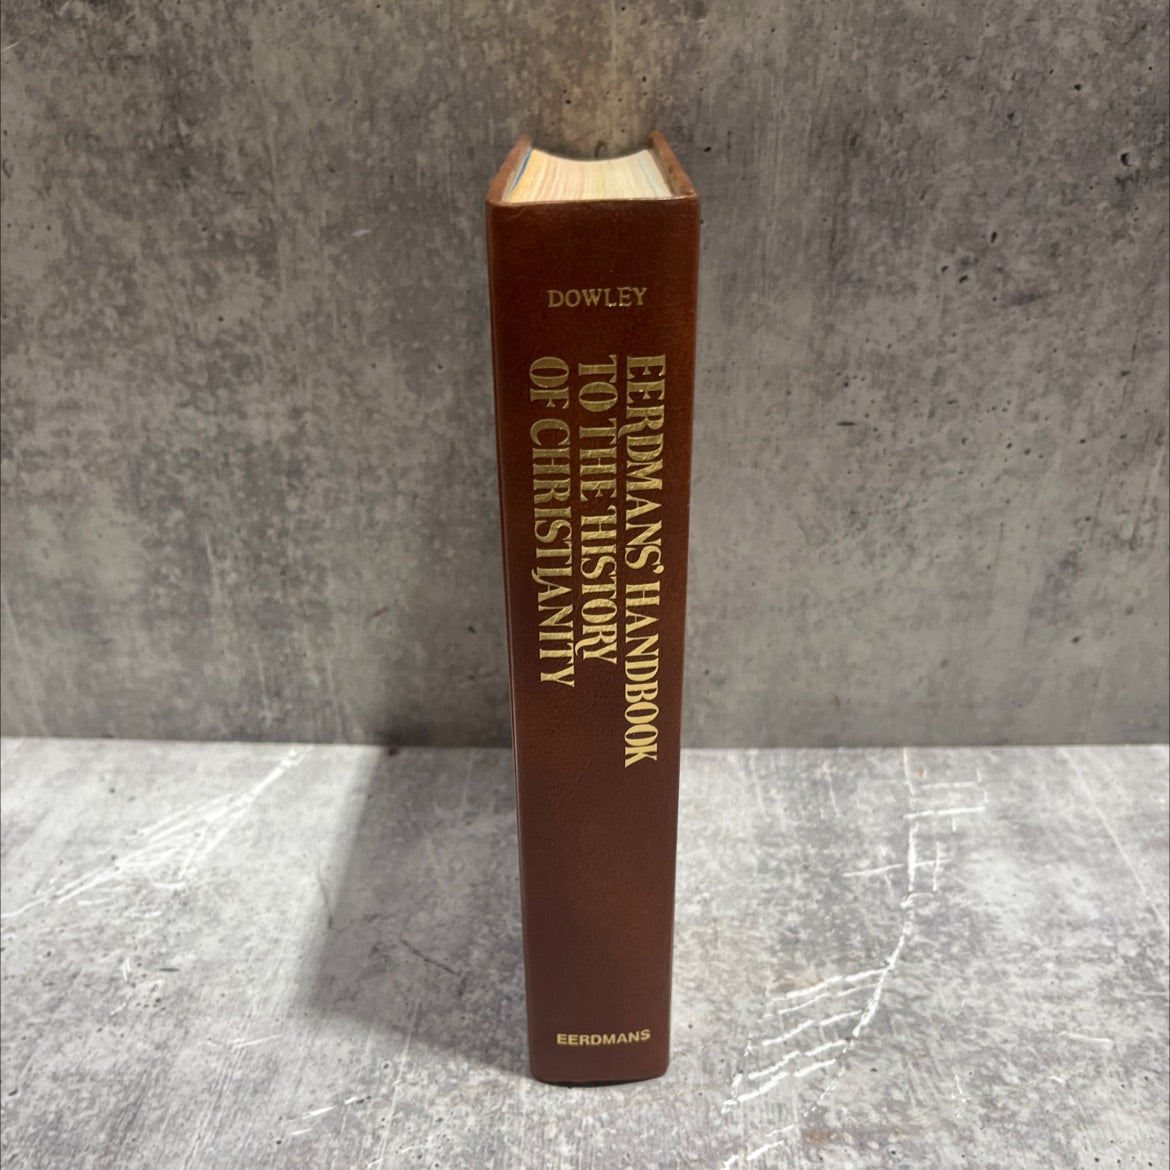 DOWLEY
EERDMANS' HANDBOOK
TO THE HISTORY
OF CHRISTIANITY
EERDMANS